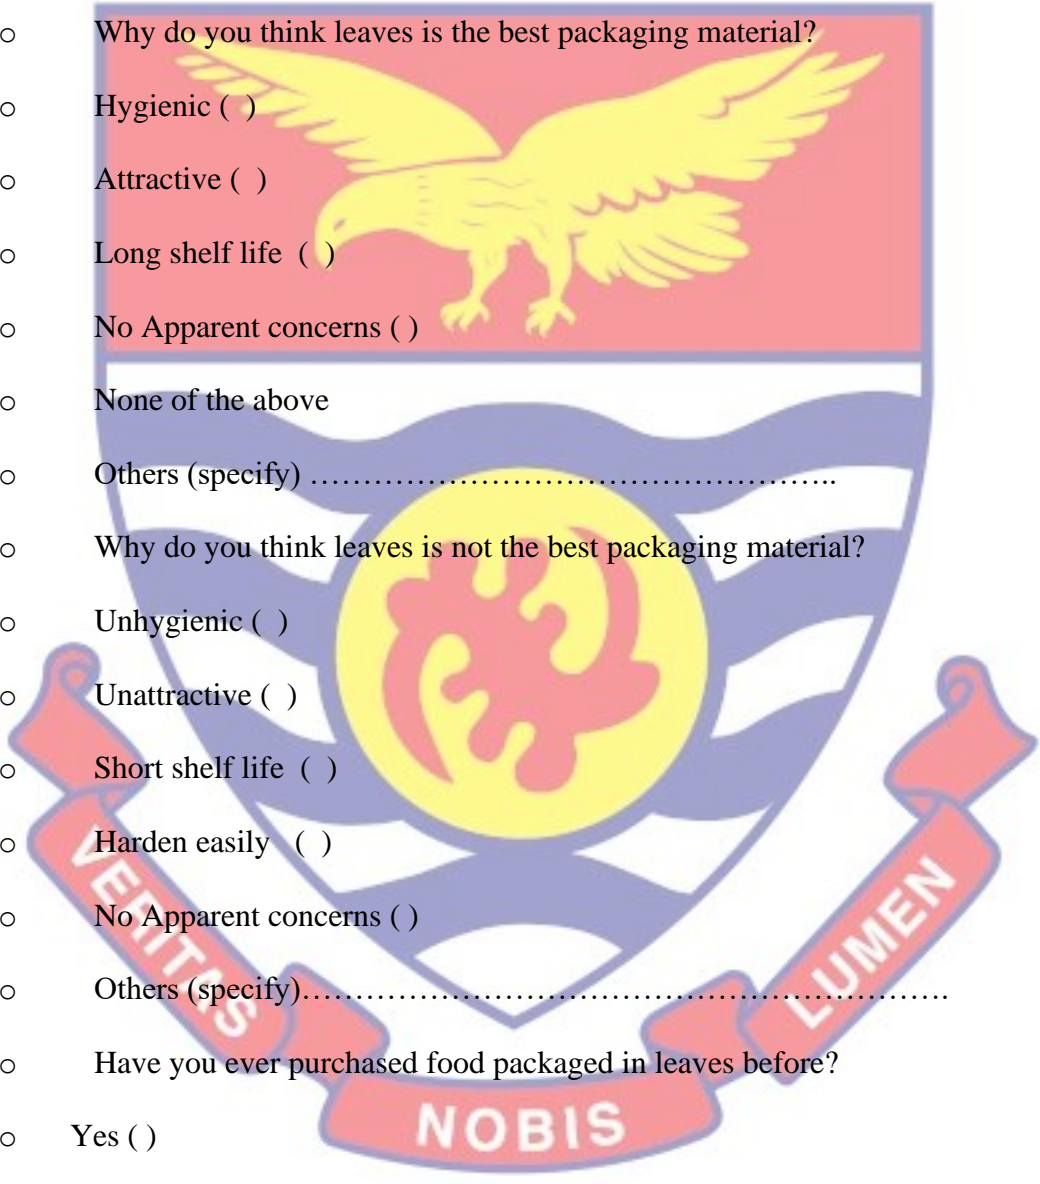 o Why do you think leaves is the best packaging material?
o Hygienic ( )
o Attractive ( )
o Long shelf life ( )
o No Apparent concerns ( )
o None of the above
o Others (specify) ………………………………………………..
o Why do you think leaves is not the best packaging material?
o Unhygienic ( )
o Unattractive ( )
o Short shelf life ( )
o Harden easily ( )
o No Apparent concerns ( )
o Others (specify)…………………………………………………………….
o Have you ever purchased food packaged in leaves before?
o Yes ( )
VERITAS
NOBIS
LUMEN